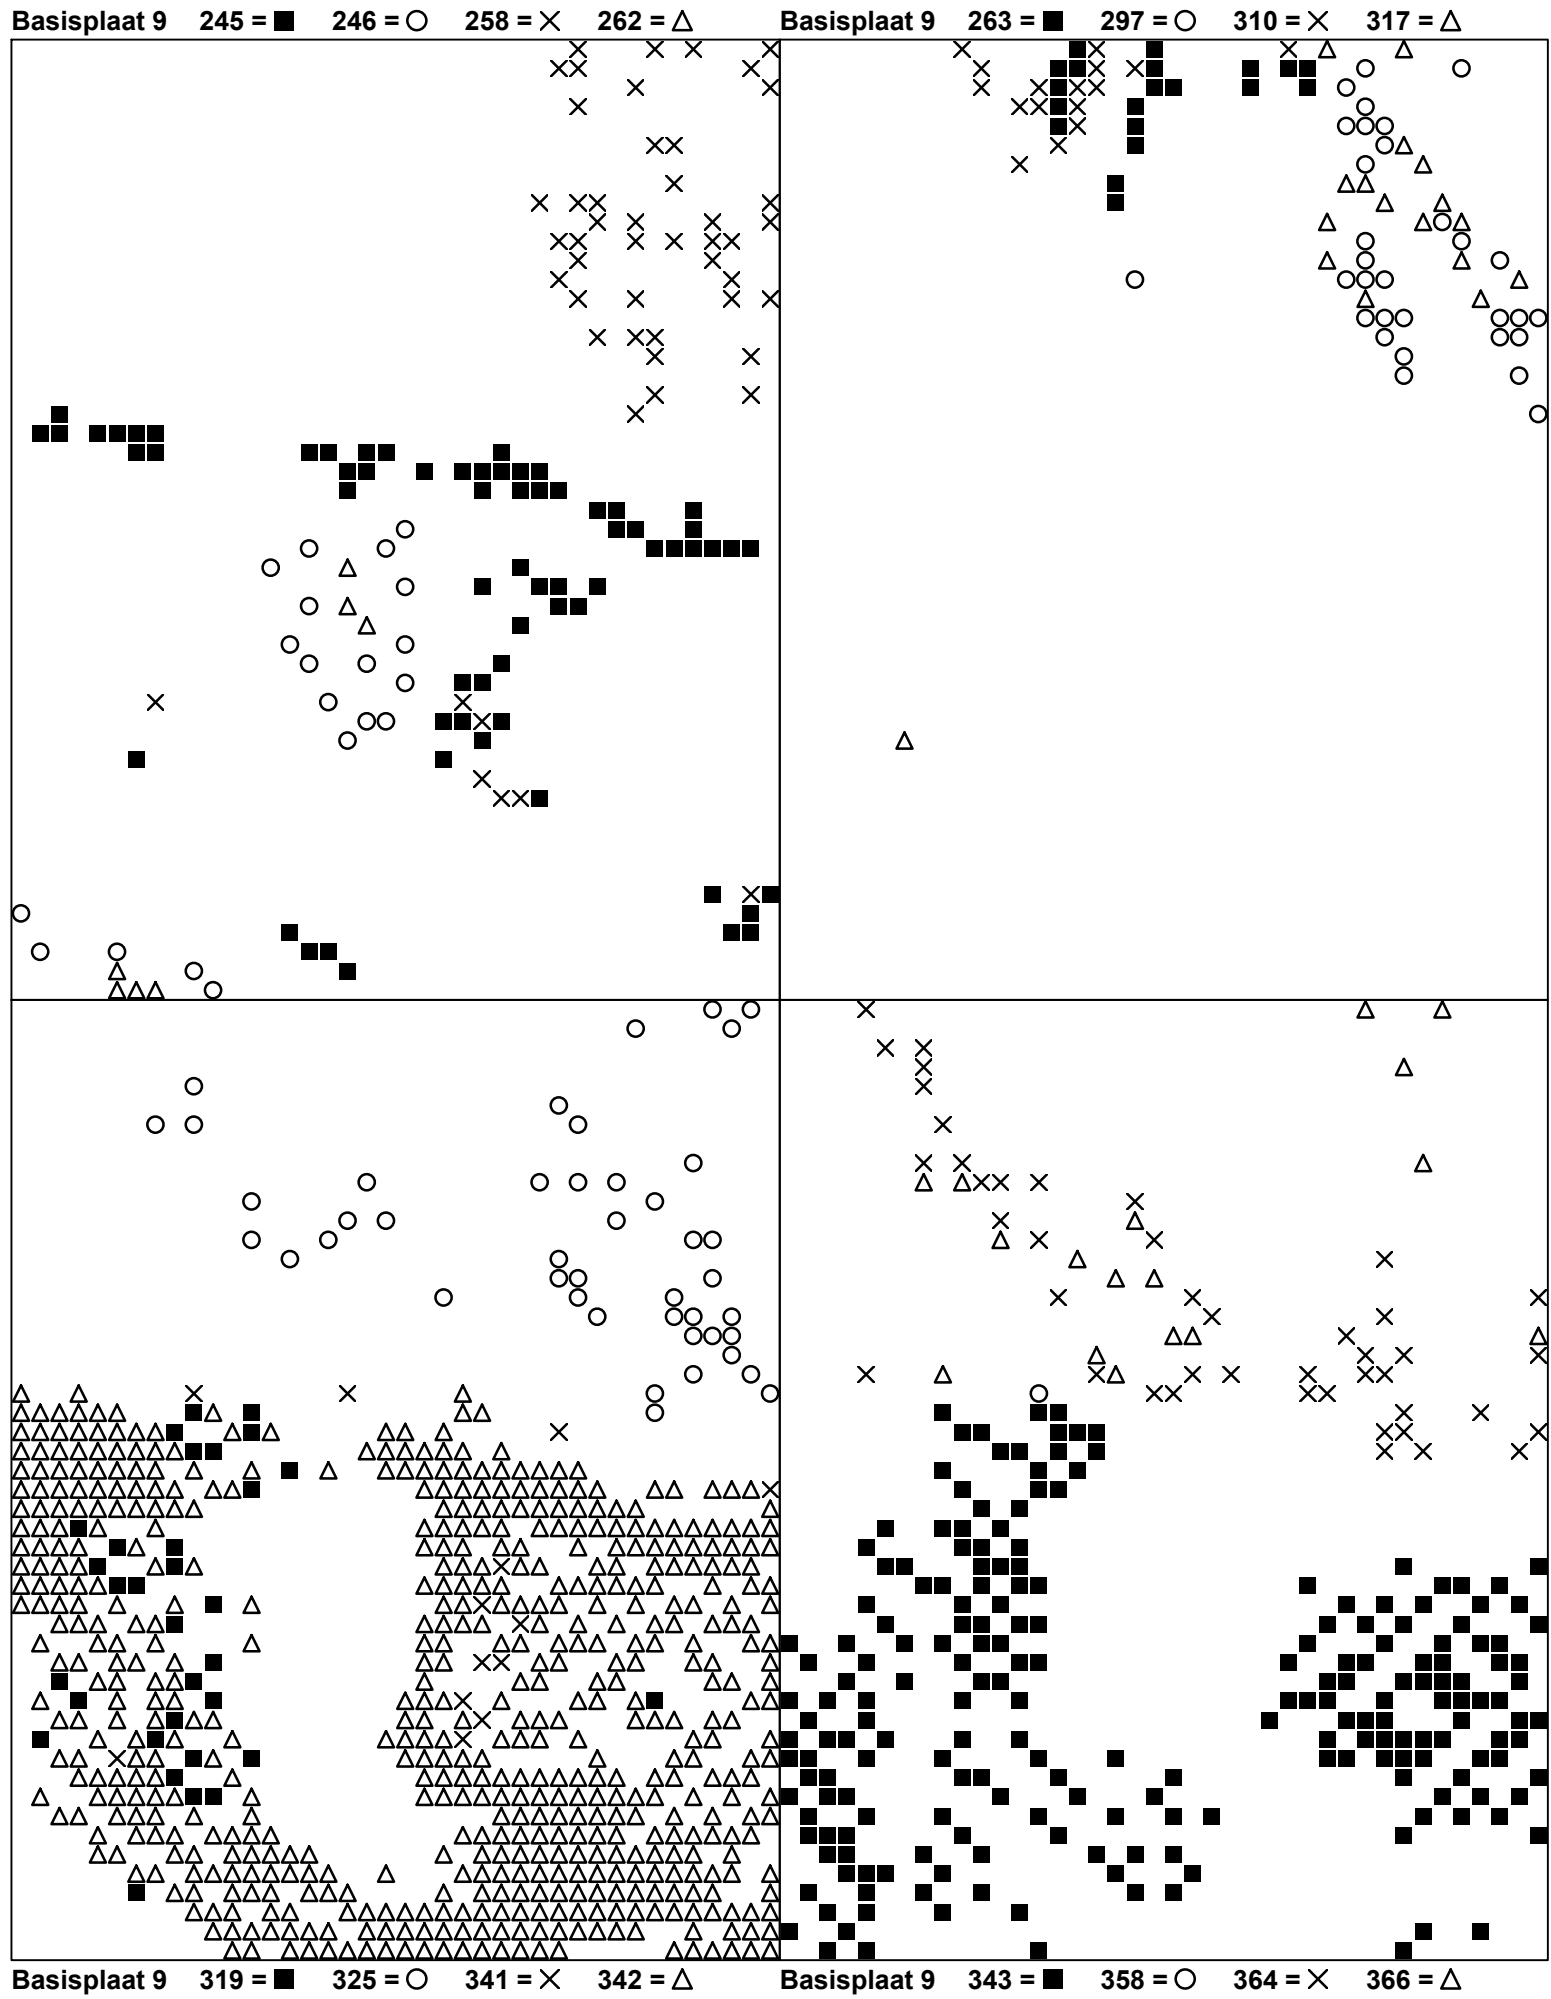 Basisplaat 9 245 = ■ 246 = ○ 258 = × 262 = △
Basisplaat 9 263 = ■ 297 = ○ 310 = × 317 = △
Basisplaat 9 319 = ■ 325 = ○ 341 = × 342 = △
Basisplaat 9 343 = ■ 358 = ○ 364 = × 366 = △